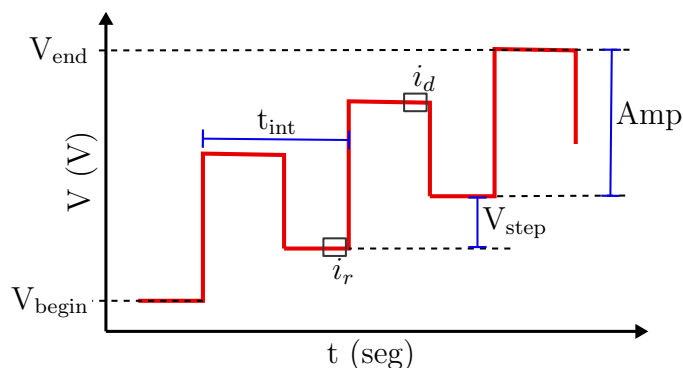 V_end
i_d
t_int
Amp
V (V)
V_step
i_r
V_begin
t (seg)